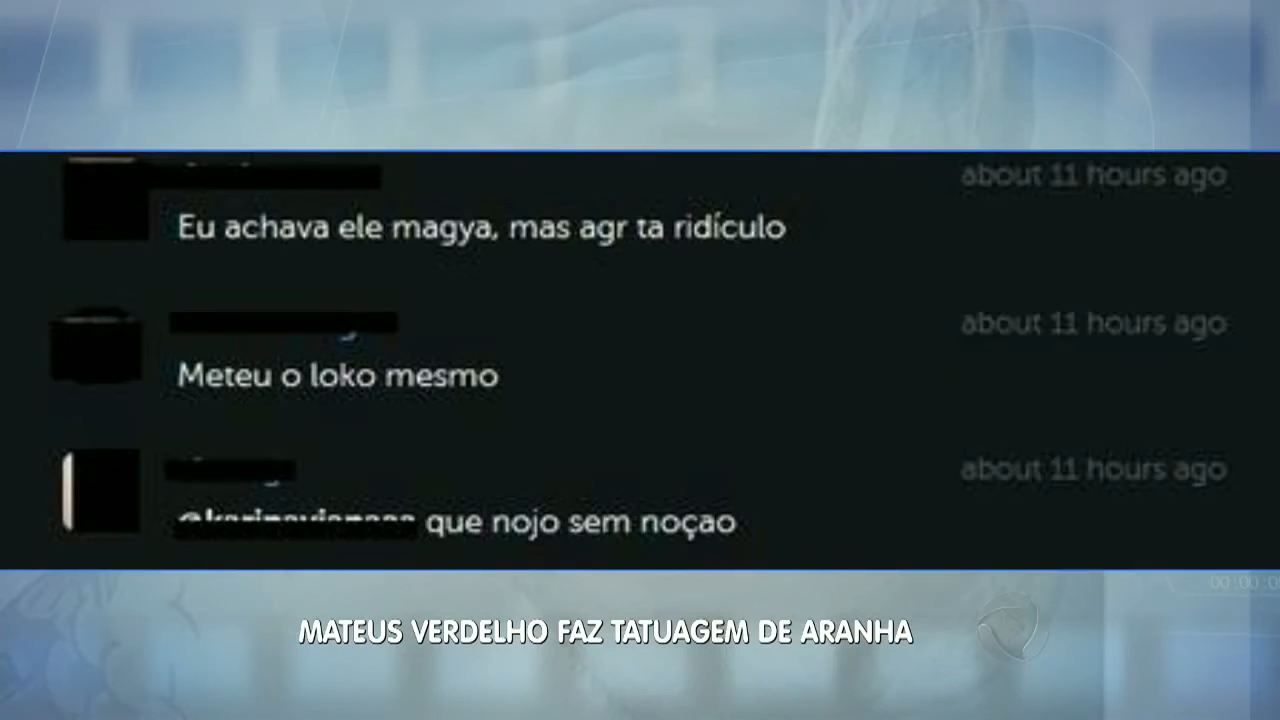 about 11 hours ago
Eu achava ele magya, mas agr ta ridículo
about 11 hours ago
Meteu o loko mesmo
about 11 hours ago
que nojo sem noçao
MATEUS VERDELHO FAZ TATUAGEM DE ARANHA